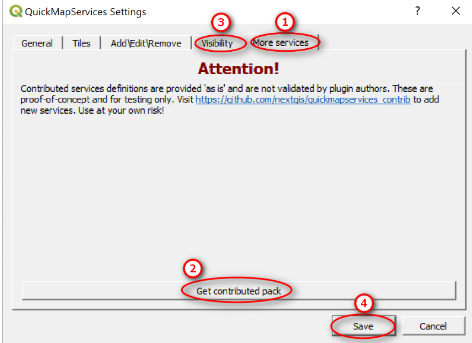 QuickMapServices Settings
? ×
3 1
General Tiles Add\Edit\Remove Visibility More services
Attention!
Contributed services definitions are provided 'as is' and are not validated by plugin authors. These are
proof-of-concept and for testing only. Visit https://github.com/nextgis/quickmapservices_contrib to add
new services. Use at your own risk!
2
Get contributed pack
4
Save Cancel